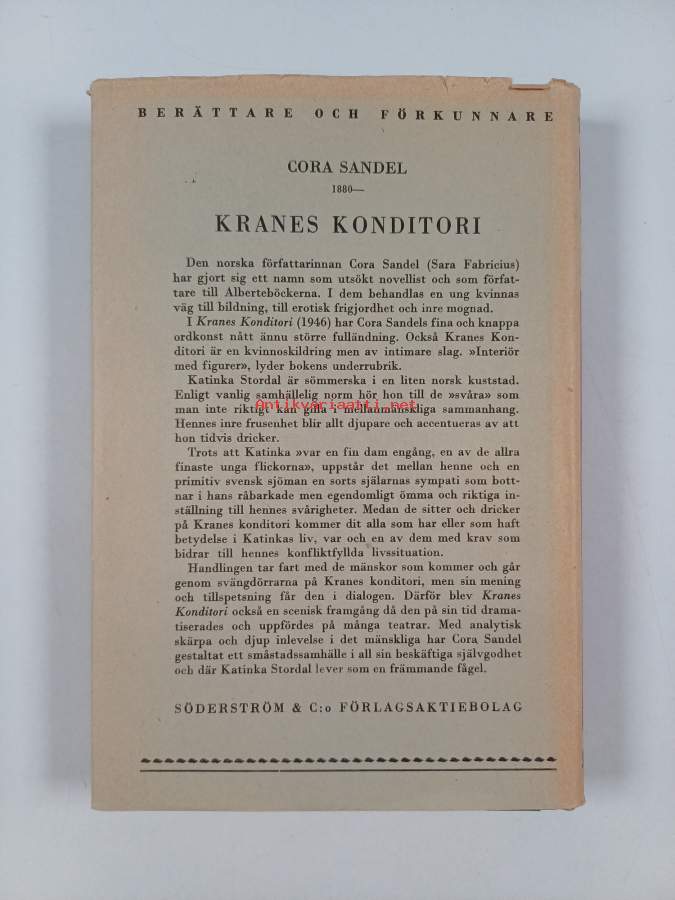 BERÄTTARE OCH FÖRKUNNARE
CORA SANDEL
1880—
KRANES KONDITORI
Den norska författarinnan Cora Sandel (Sara Fabricius)
har gjort sig ett namn som utsökt novellist och som förfat-
tare till Alberteböckerna. I dem behandlas en ung kvinnas
väg till bildning, till erotisk frigjordhet och inre mognad.
I Kranes Konditori (1946) har Cora Sandels fina och knappa
ordkonst nått ännu större fulländning. Också Kranes Kon-
ditori är en kvinnoskildring men av intimare slag. »Interiör
med figurer», lyder bokens underrubrik.
Katinka Stordal är sömmerska i en liten norsk kuststad.
Enligt vanlig samhällelig norm hör hon till de »svåra» som
man inte riktigt kan gilla i mellanmänskliga sammanhang.
Antikvariaatti.net
Hennes inre frusenhet blir allt djupare och accentueras av att
hon tidvis dricker.
Trots att Katinka »var en fin dam engång, en av de allra
finaste unga flickorna», uppstår det mellan henne och en
primitiv svensk sjöman en sorts själarnas sympati som bott-
nar i hans råbarkade men egendomligt ömma och riktiga in-
ställning till hennes svårigheter. Medan de sitter och dricker
på Kranes konditori kommer dit alla som har eller som haft
betydelse i Katinkas liv, var och en av dem med krav som
bidrar till hennes konfliktfyllda livssituation.
Handlingen tar fart med de mänskor som kommer och går
genom svängdörrarna på Kranes konditori, men sin mening
och tillspetsning får den i dialogen. Därför blev Kranes
Konditori också en scenisk framgång då den på sin tid drama-
tiserades och uppfördes på många teatrar. Med analytisk
skärpa och djup inlevelse i det mänskliga har Cora Sandel
gestaltat ett småstadssamhälle i all sin beskäftiga självgodhet
och där Katinka Stordal lever som en främmande fågel.
SÖDERSTRÖM & C:o FÖRLAGSAKTIEBOLAG